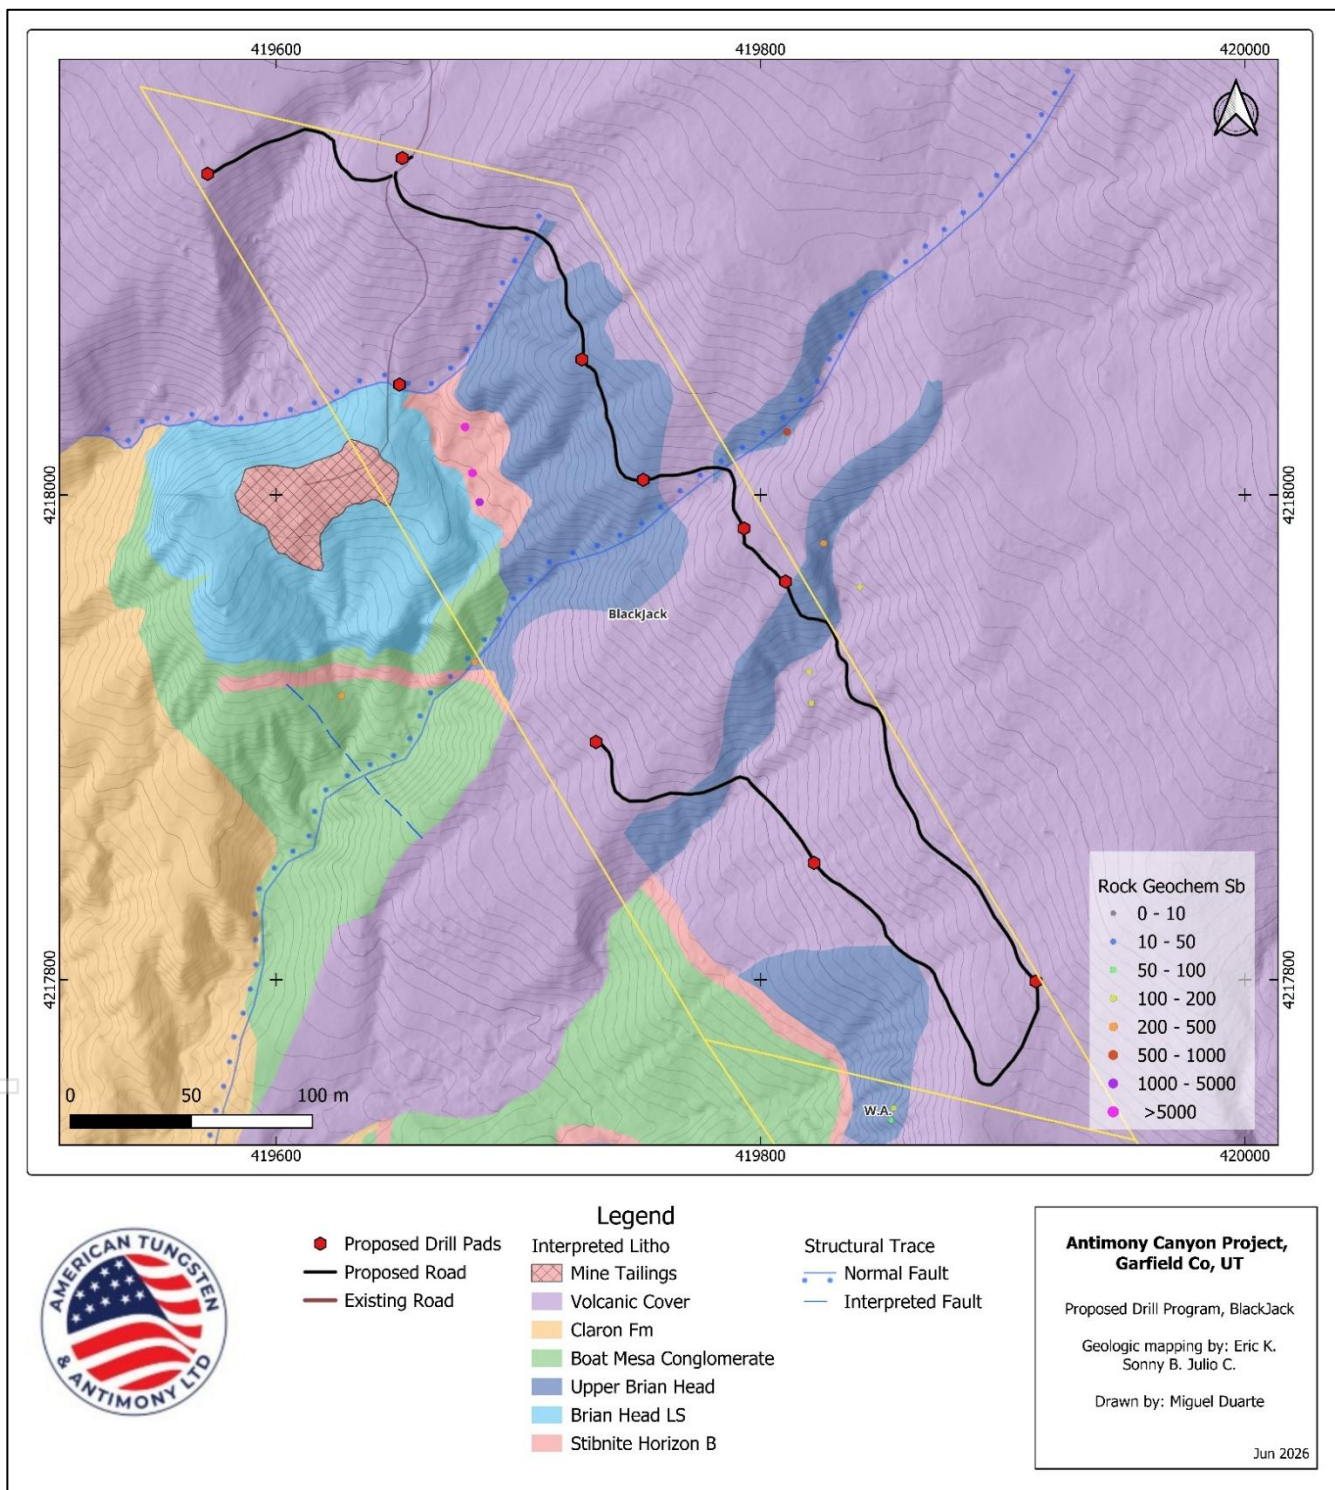 419600
419800
420000
4218000
4218000
BlackJack
Rock Geochem Sb
0 - 10
10 - 50
50 - 100
100 - 200
200 - 500
500 - 1000
1000 - 5000
>5000
4217800
4217800
W.A.
0 50 100 m
419600
419800
420000
AMERICAN TUNGSTEN
& ANTIMONY LTD
Legend
Proposed Drill Pads
Proposed Road
Existing Road
Interpreted Litho
Mine Tailings
Volcanic Cover
Claron Fm
Boat Mesa Conglomerate
Upper Brian Head
Brian Head LS
Stibnite Horizon B
Structural Trace
Normal Fault
Interpreted Fault
Antimony Canyon Project,
Garfield Co, UT
Proposed Drill Program, BlackJack
Geologic mapping by: Eric K.
Sonny B. Julio C.
Drawn by: Miguel Duarte
Jun 2026